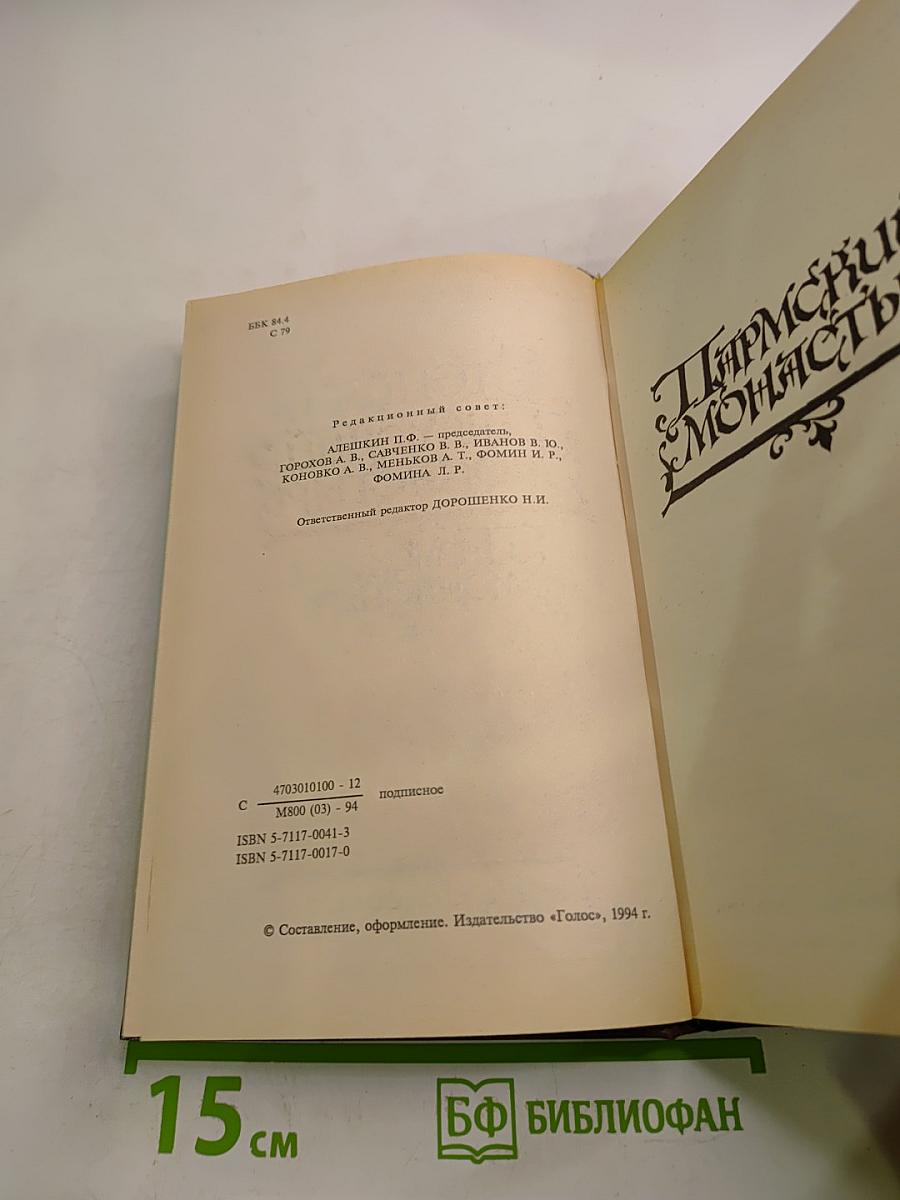 ББК 84.4
С 79
Редакционный совет:
АЛЕШКИН П.Ф. — председатель,
ГОРОХОВ А. В., САВЧЕНКО В. В., ИВАНОВ В. Ю.,
КОНОВКО А. В., МЕНЬКОВ А. Т., ФОМИН И. Р.,
ФОМИНА Л. Р.
Ответственный редактор ДОРОШЕНКО Н.И.
С 4703010100 - 12 подписное
М800 (03) - 94
ISBN 5-7117-0041-3
ISBN 5-7117-0017-0
© Составление, оформление. Издательство «Голос», 1994 г.
ПАРМСКИЙ
МОНАСТЫ
15 см
БФ БИБЛИОФАН